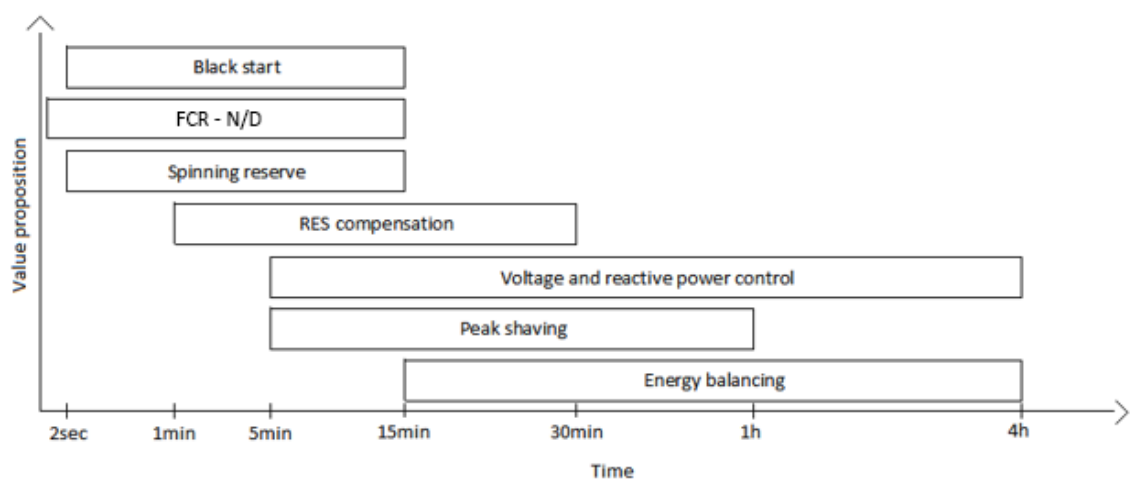 Value proposition
Black start
FCR - N/D
Spinning reserve
RES compensation
Voltage and reactive power control
Peak shaving
Energy balancing
2sec
1min
5min
15min
30min
1h
4h
Time